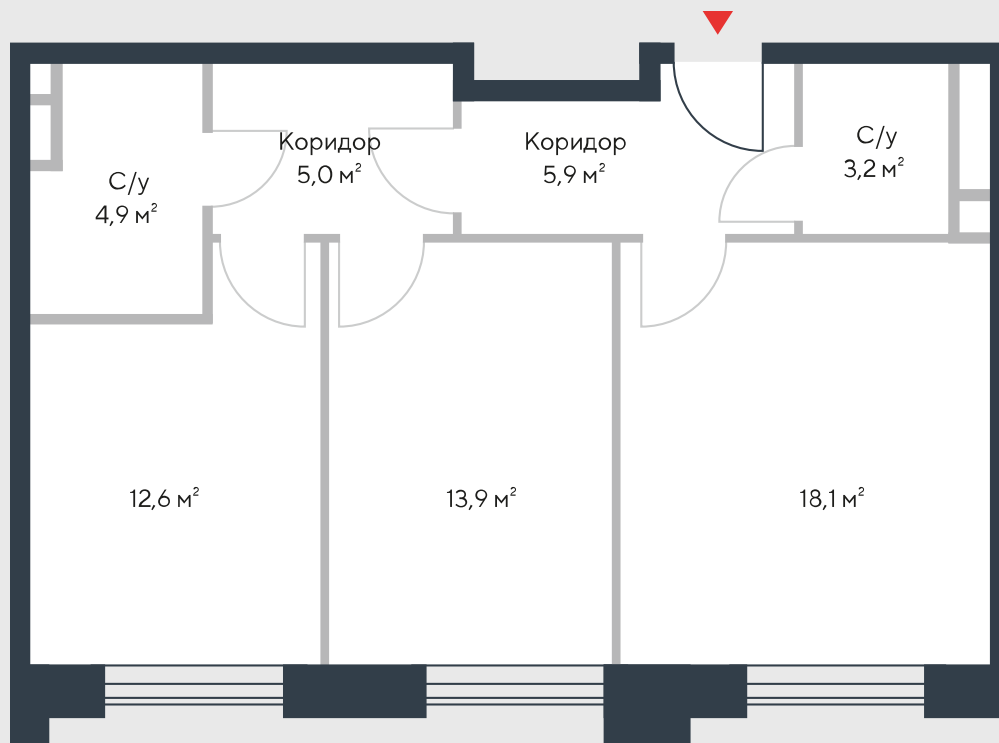 Коридор
5,0 м²
Коридор
5,9 м²
С/у
3,2 м²
С/у
4,9 м²
12,6 м²
13,9 м²
18,1 м²